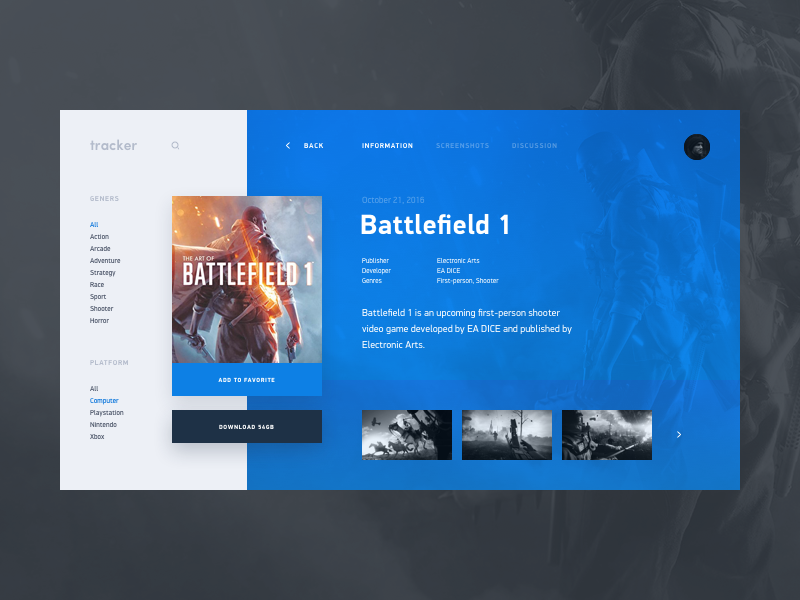 tracker
BACK
INFORMATION
SCREENSHOTS
DISCUSSION
GENERS
All
Action
Arcade
Adventure
Strategy
Race
Sport
Shooter
Horror
PLATFORM
All
Computer
Playstation
Nintendo
Xbox
THE ART OF
BATTLEFIELD 1
ADD TO FAVORITE
DOWNLOAD 54GB
October 21, 2016
Battlefield 1
Publisher Electronic Arts
Developer EA DICE
Genres First-person, Shooter
Battlefield 1 is an upcoming first-person shooter
video game developed by EA DICE and published by
Electronic Arts.